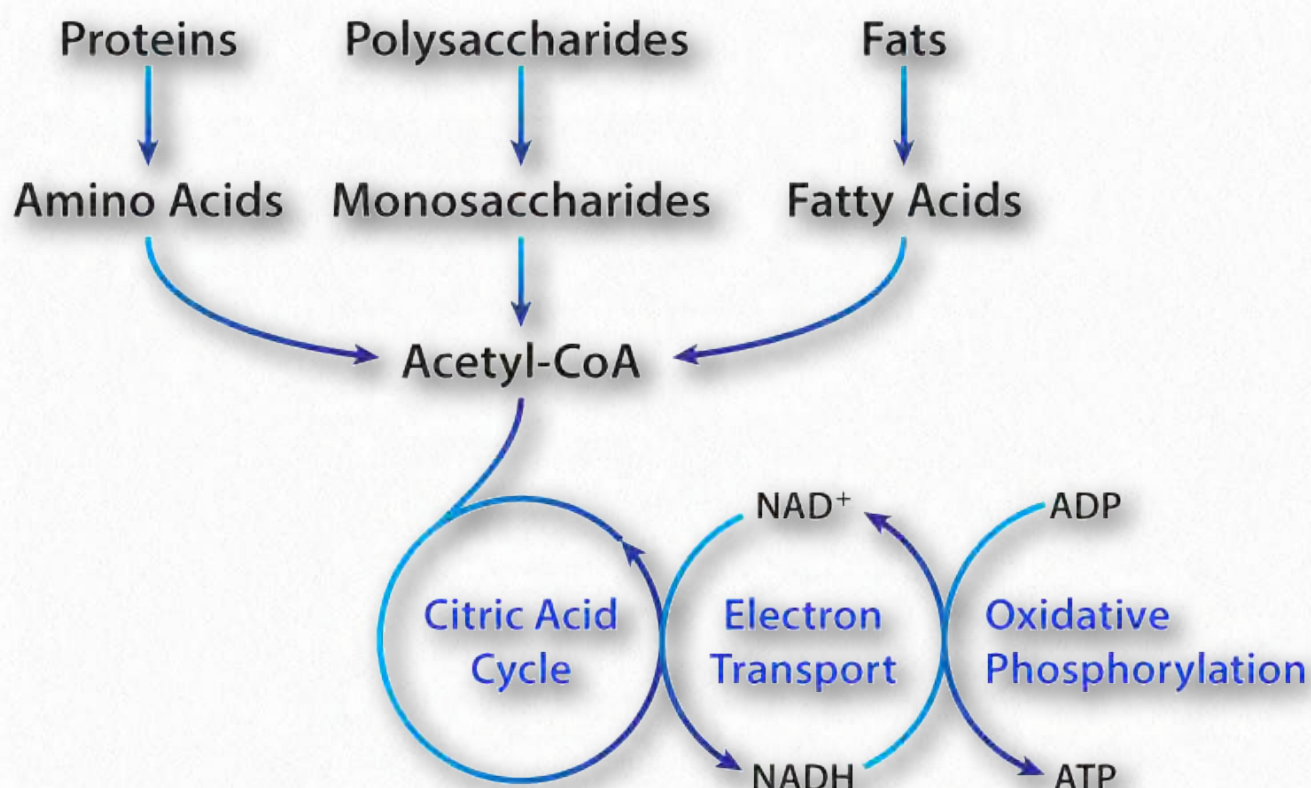 Proteins
Polysaccharides
Fats
Amino Acids
Monosaccharides
Fatty Acids
Acetyl-CoA
NAD⁺
ADP
Citric Acid
Cycle
Electron
Transport
Oxidative
Phosphorylation
NADH
ATP